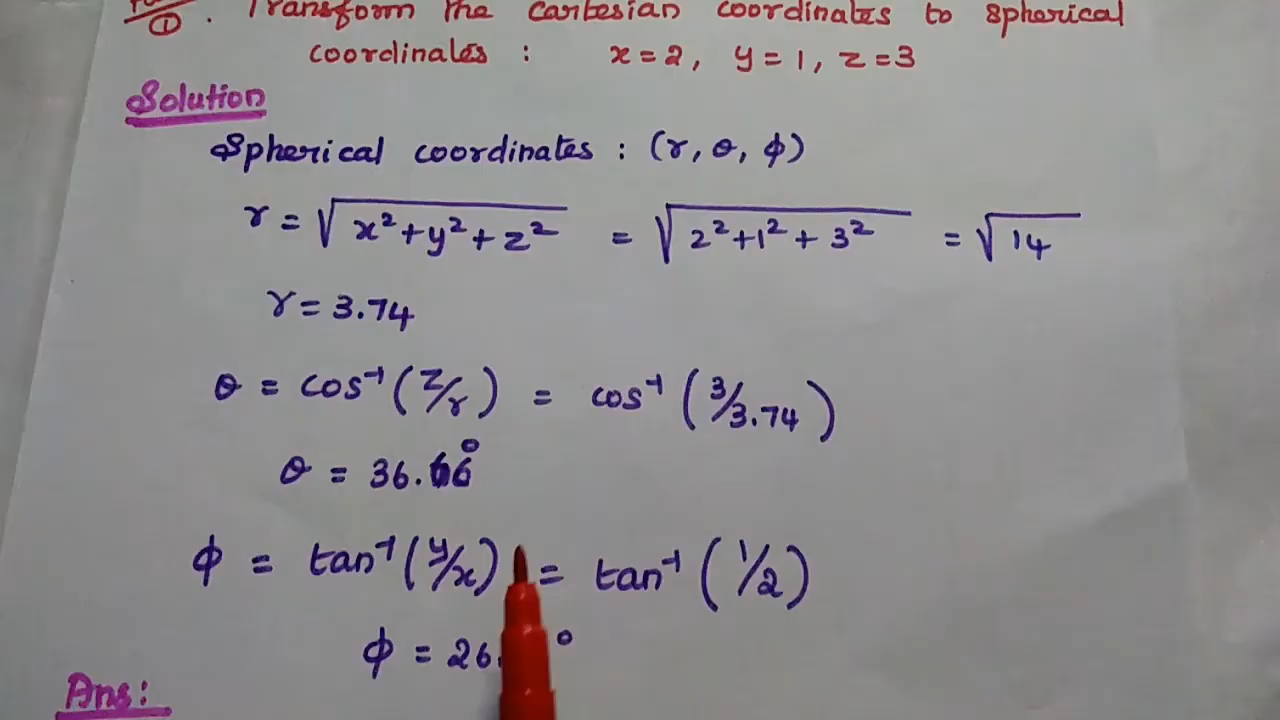 ①. Transform the cartesian coordinates to spherical
coordinates : x=2, y=1, z=3
Solution
Spherical coordinates : (r, θ, φ)
r = √x²+y²+z² = √2²+1²+3² = √14
r = 3.74
θ = cos⁻¹(z/r) = cos⁻¹(3/3.74)
θ = 36.66°
φ = tan⁻¹(y/x) = tan⁻¹(1/2)
φ = 26. °
Ans: